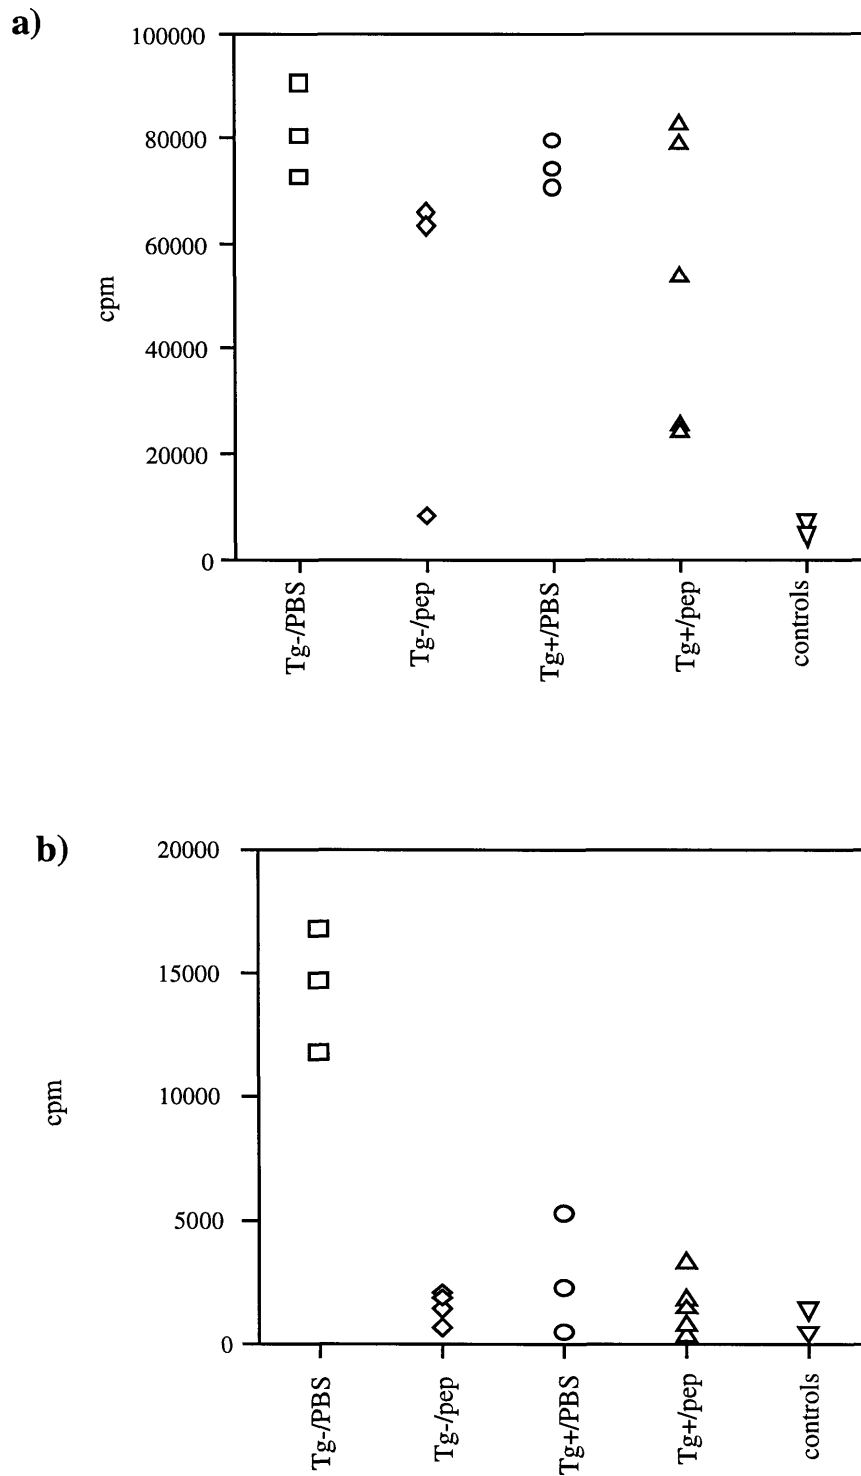 a)
100000
80000
60000
40000
20000
0
cpm
Tg-/PBS
Tg-/pep
Tg+/PBS
Tg+/pep
controls
b)
20000
15000
10000
5000
0
cpm
Tg-/PBS
Tg-/pep
Tg+/PBS
Tg+/pep
controls